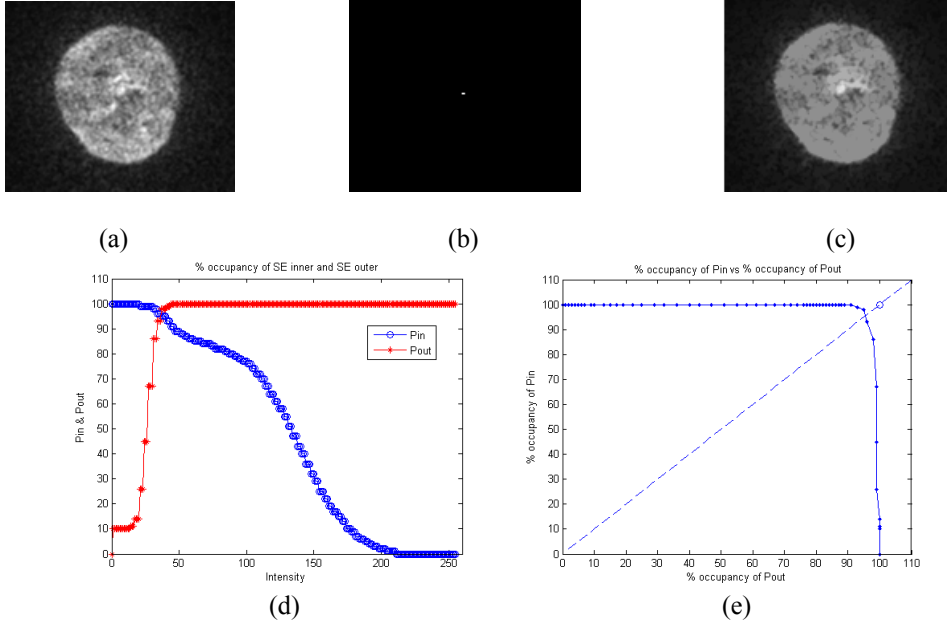 (a) (b) (c)
% occupancy of SE inner and SE outer
110
100
90
80
70
60
50
40
30
20
10
0
Pin & Pout
Pin
Pout
0 50 100 150 200 250
Intensity
(d)
% occupancy of Pin vs % occupancy of Pout
110
100
90
80
70
60
50
40
30
20
10
0
% occupancy of Pin
0 10 20 30 40 50 60 70 80 90 100 110
% occupancy of Pout
(e)